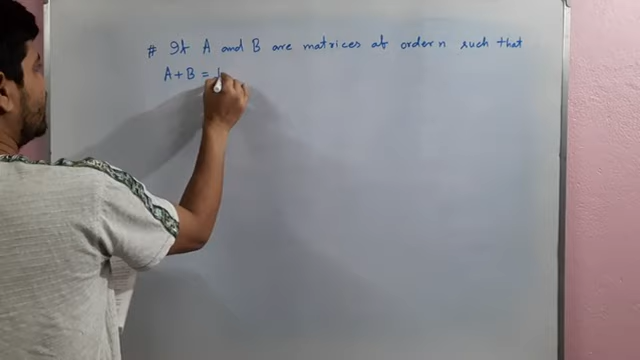 # If A and B are matrices of order n such that
A + B =